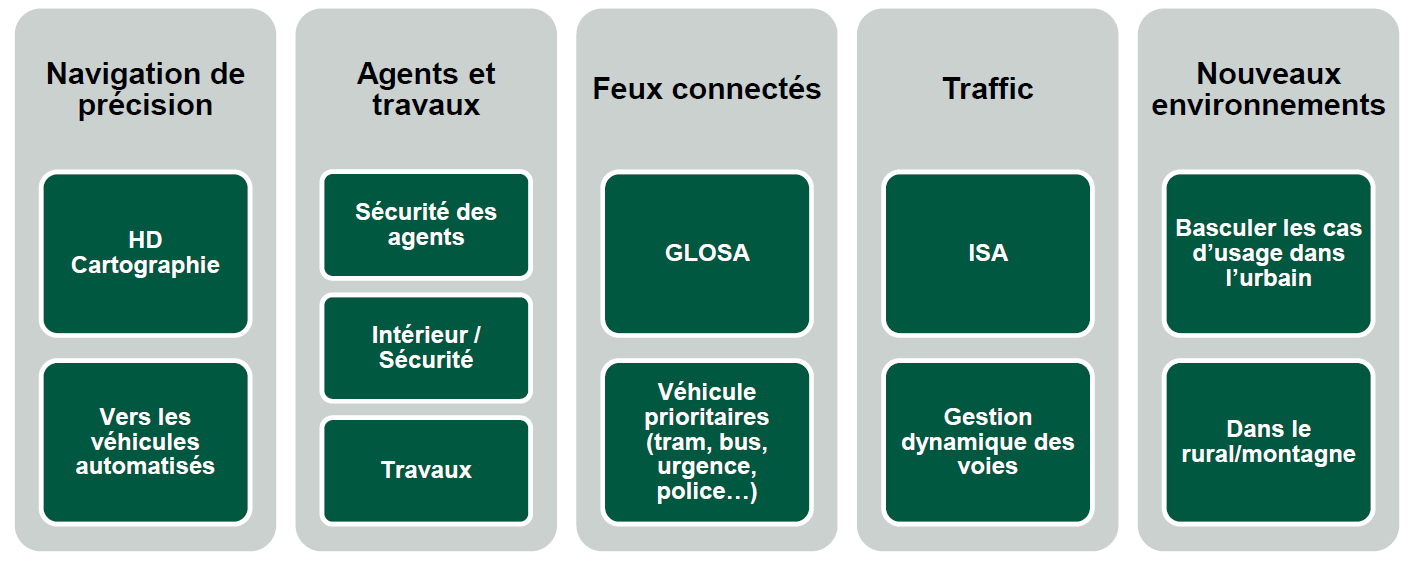 Navigation de
précision
HD
Cartographie
Vers les
véhicules
automatisés
Agents et
travaux
Sécurité des
agents
Intérieur /
Sécurité
Travaux
Feux connectés
GLOSA
Véhicule
prioritaires
(tram, bus,
urgence,
police…)
Traffic
ISA
Gestion
dynamique des
voies
Nouveaux
environnements
Basculer les cas
d’usage dans
l’urbain
Dans le
rural/montagne